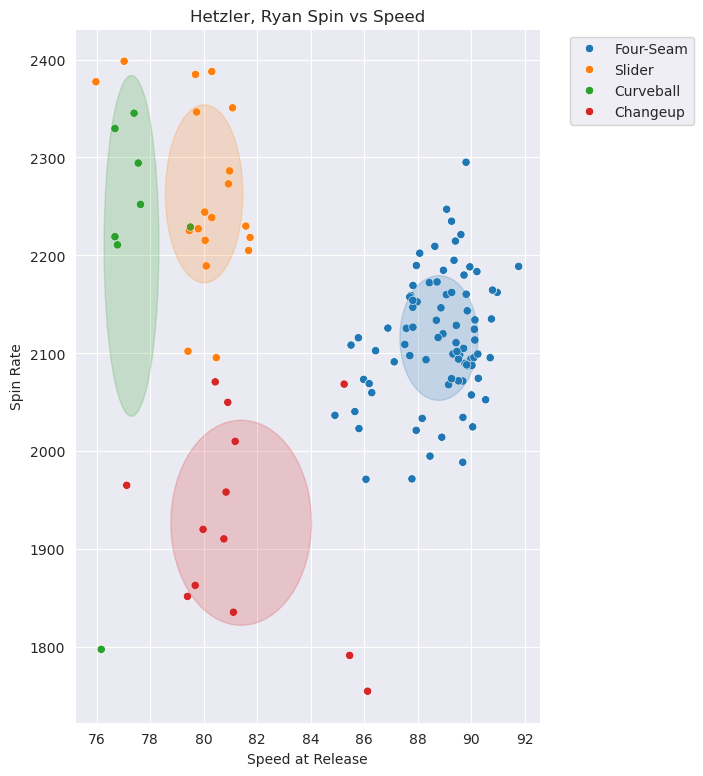 Hetzler, Ryan Spin vs Speed
Four-Seam
Slider
Curveball
Changeup
2400
2300
2200
2100
2000
1900
1800
Spin Rate
76 78 80 82 84 86 88 90 92
Speed at Release